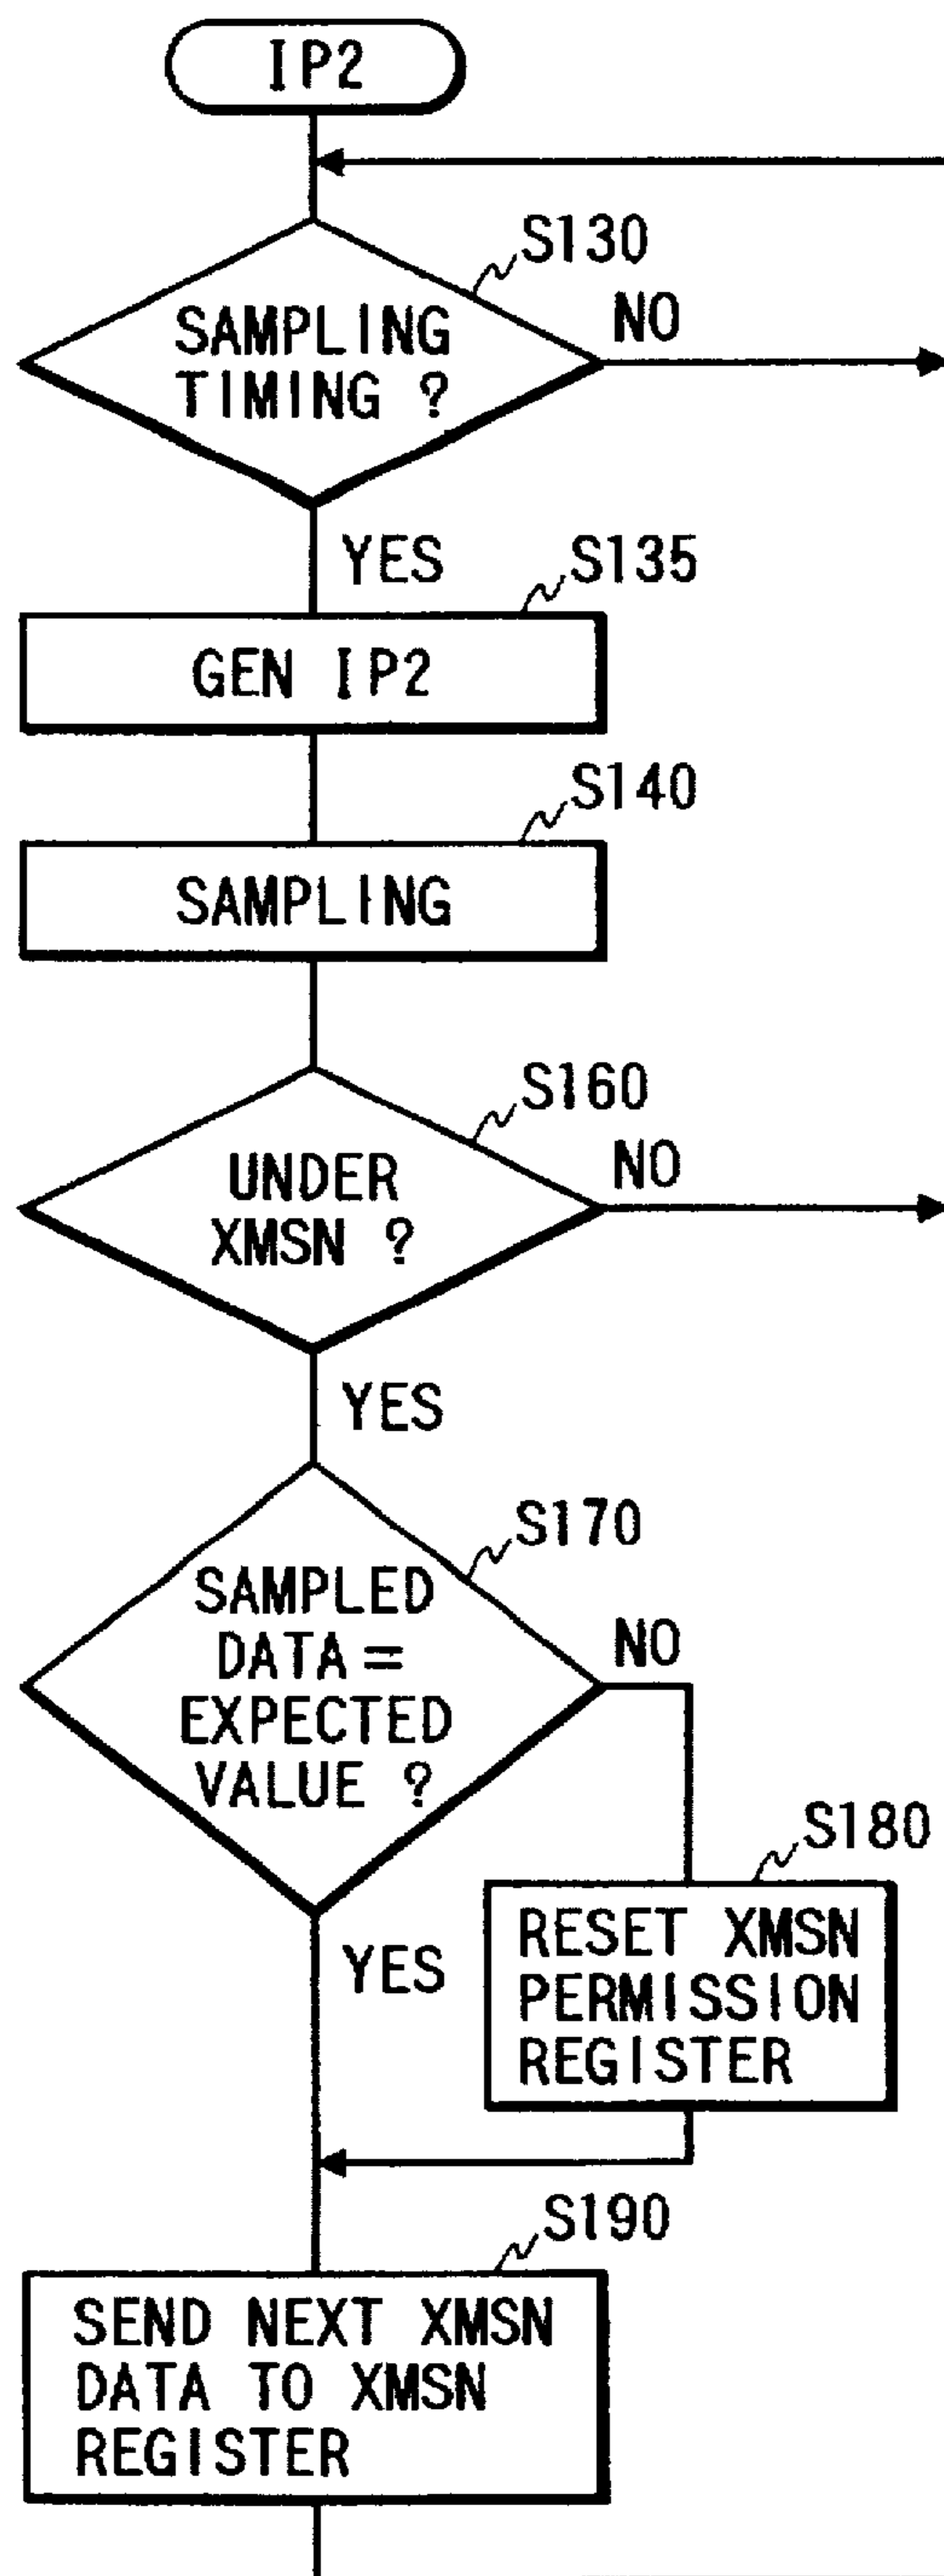 IP2
S130
SAMPLING
TIMING ?
NO
YES
S135
GEN IP2
S140
SAMPLING
S160
UNDER
XMSN ?
NO
YES
S170
SAMPLED
DATA =
EXPECTED
VALUE ?
NO
S180
YES
RESET XMSN
PERMISSION
REGISTER
S190
SEND NEXT XMSN
DATA TO XMSN
REGISTER